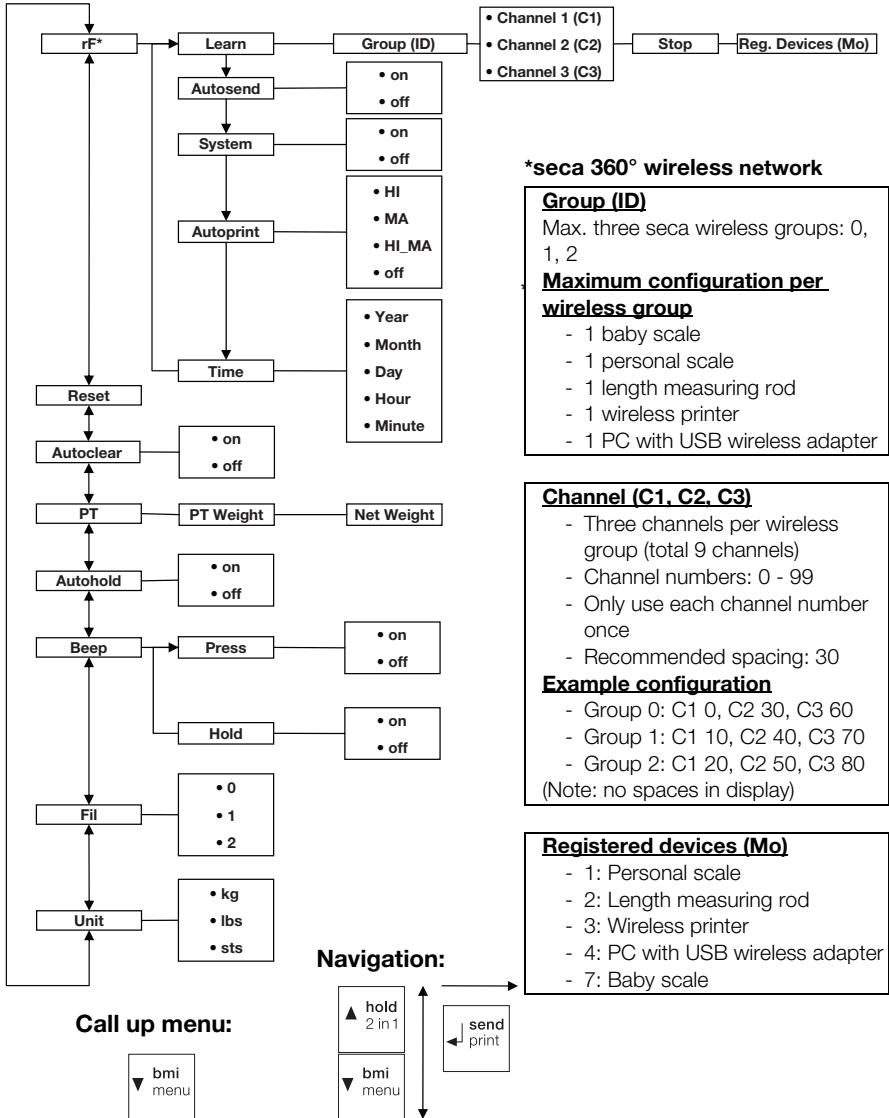 rF*
Learn
Group (ID)
• Channel 1 (C1)
• Channel 2 (C2)
• Channel 3 (C3)
Stop
Reg. Devices (Mo)
Autosend
• on
• off
System
• on
• off
Autoprint
• HI
• MA
• HI_MA
• off
Time
• Year
• Month
• Day
• Hour
• Minute
Reset
Autoclear
• on
• off
PT
PT Weight
Net Weight
Autohold
• on
• off
Beep
Press
• on
• off
Hold
• on
• off
Fil
• 0
• 1
• 2
Unit
• kg
• lbs
• sts
*seca 360° wireless network
Group (ID)
Max. three seca wireless groups: 0,
1, 2
*
Maximum configuration per
wireless group
- 1 baby scale
- 1 personal scale
- 1 length measuring rod
- 1 wireless printer
- 1 PC with USB wireless adapter
Channel (C1, C2, C3)
- Three channels per wireless
group (total 9 channels)
- Channel numbers: 0 - 99
- Only use each channel number
once
- Recommended spacing: 30
Example configuration
- Group 0: C1 0, C2 30, C3 60
- Group 1: C1 10, C2 40, C3 70
- Group 2: C1 20, C2 50, C3 80
(Note: no spaces in display)
Registered devices (Mo)
- 1: Personal scale
- 2: Length measuring rod
- 3: Wireless printer
- 4: PC with USB wireless adapter
- 7: Baby scale
Call up menu:
bmi
menu
Navigation:
hold
2 in 1
bmi
menu
send
print